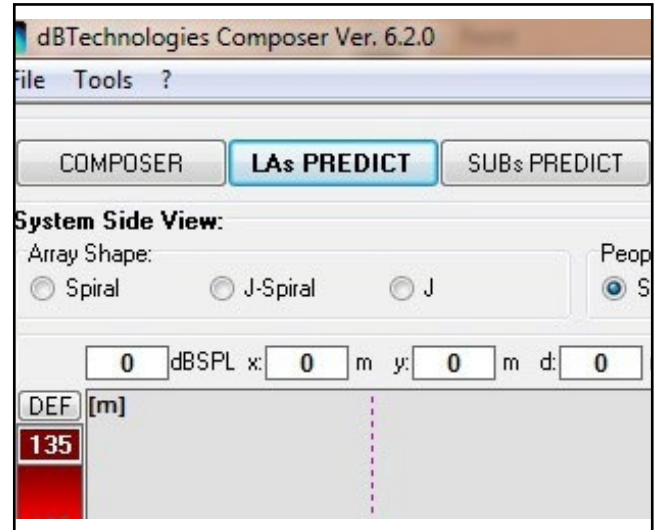 dBTechnologies Composer Ver. 6.2.0
File Tools ?
COMPOSER LAs PREDICT SUBs PREDICT
System Side View:
Array Shape: Peop
Spiral J-Spiral J S
0 dBSPL x: 0 m y: 0 m d: 0
DEF [m]
135